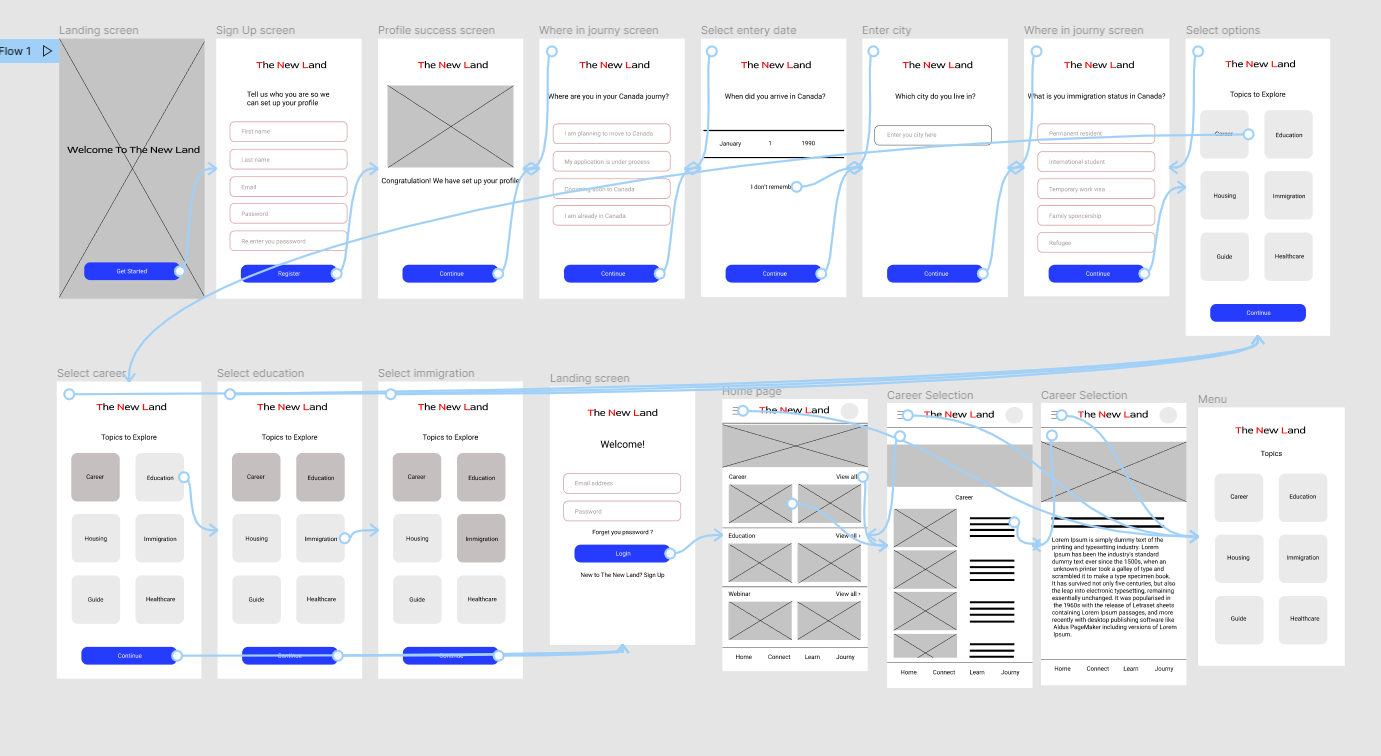 Flow 1
Landing screen
Welcome To The New Land
Get Started
Sign Up Screen
The New Land
Tell us who you are so we
can set up your profile
First name
Last name
Email
Password
Re enter you passsword
Register
Profile success screen
The New Land
Congratulation! We have set up your profile
Continue
Where in journy screen
The New Land
Where are you in your Canada journy?
I am planning to move to Canada
My application is under process
Comming soon to Canada
I am already in Canada
Continue
Select entery date
The New Land
When did you arrive in Canada?
January 1 1990
I don't rememb
Continue
Enter city
The New Land
Which city do you live in?
Enter you city here
Continue
Where in journy screen
The New Land
What is you immigration status in Canada?
Permanent resident
International student
Temporary work visa
Family sponcership
Refugee
Continue
Select options
The New Land
Topics to Explore
Career Education
Housing Immigration
Guide Healthcare
Continue
Select career
The New Land
Topics to Explore
Career Education
Housing Immigration
Guide Healthcare
Continue
Select education
The New Land
Topics to Explore
Career Education
Housing Immigration
Guide Healthcare
Continue
Select immigration
The New Land
Topics to Explore
Career Education
Housing Immigration
Guide Healthcare
Continue
Landing screen
The New Land
Welcome!
Email address
Password
Forget you password ?
Login
New to The New Land? Sign Up
Home page
The New Land
Career View all
Education View all ›
Webinar View all ›
Home Connect Learn Journy
Career Selection
The New Land
Career
Home Connect Learn Journy
Career Selection
The New Land
Lorem Ipsum is simply dummy text of the
printing and typesetting industry. Lorem
Ipsum has been the industry's standard
dummy text ever since the 1500s, when an
unknown printer took a galley of type and
scrambled it to make a type specimen book.
It has survived not only five centuries, but also
the leap into electronic typesetting, remaining
essentially unchanged. It was popularised in
the 1960s with the release of Letraset sheets
containing Lorem Ipsum passages, and more
recently with desktop publishing software like
Aldus PageMaker including versions of Lorem
Ipsum.
Home Connect Learn Journy
Menu
The New Land
Topics
Career Education
Housing Immigration
Guide Healthcare